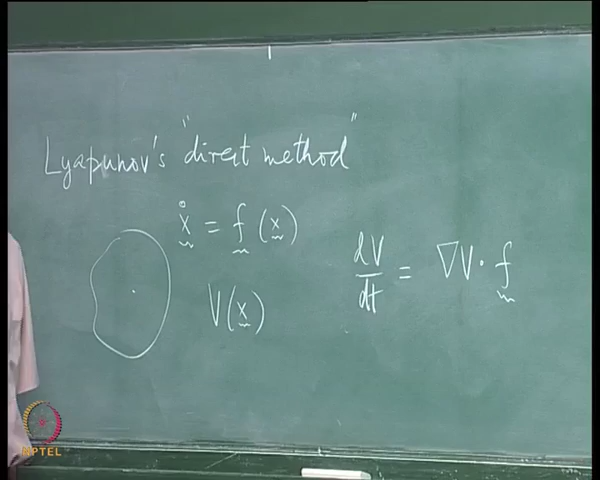 Lyapunov's "direct method"
ẋ = f (x)
V(x)
dV/dt = ∇V · f
NPTEL